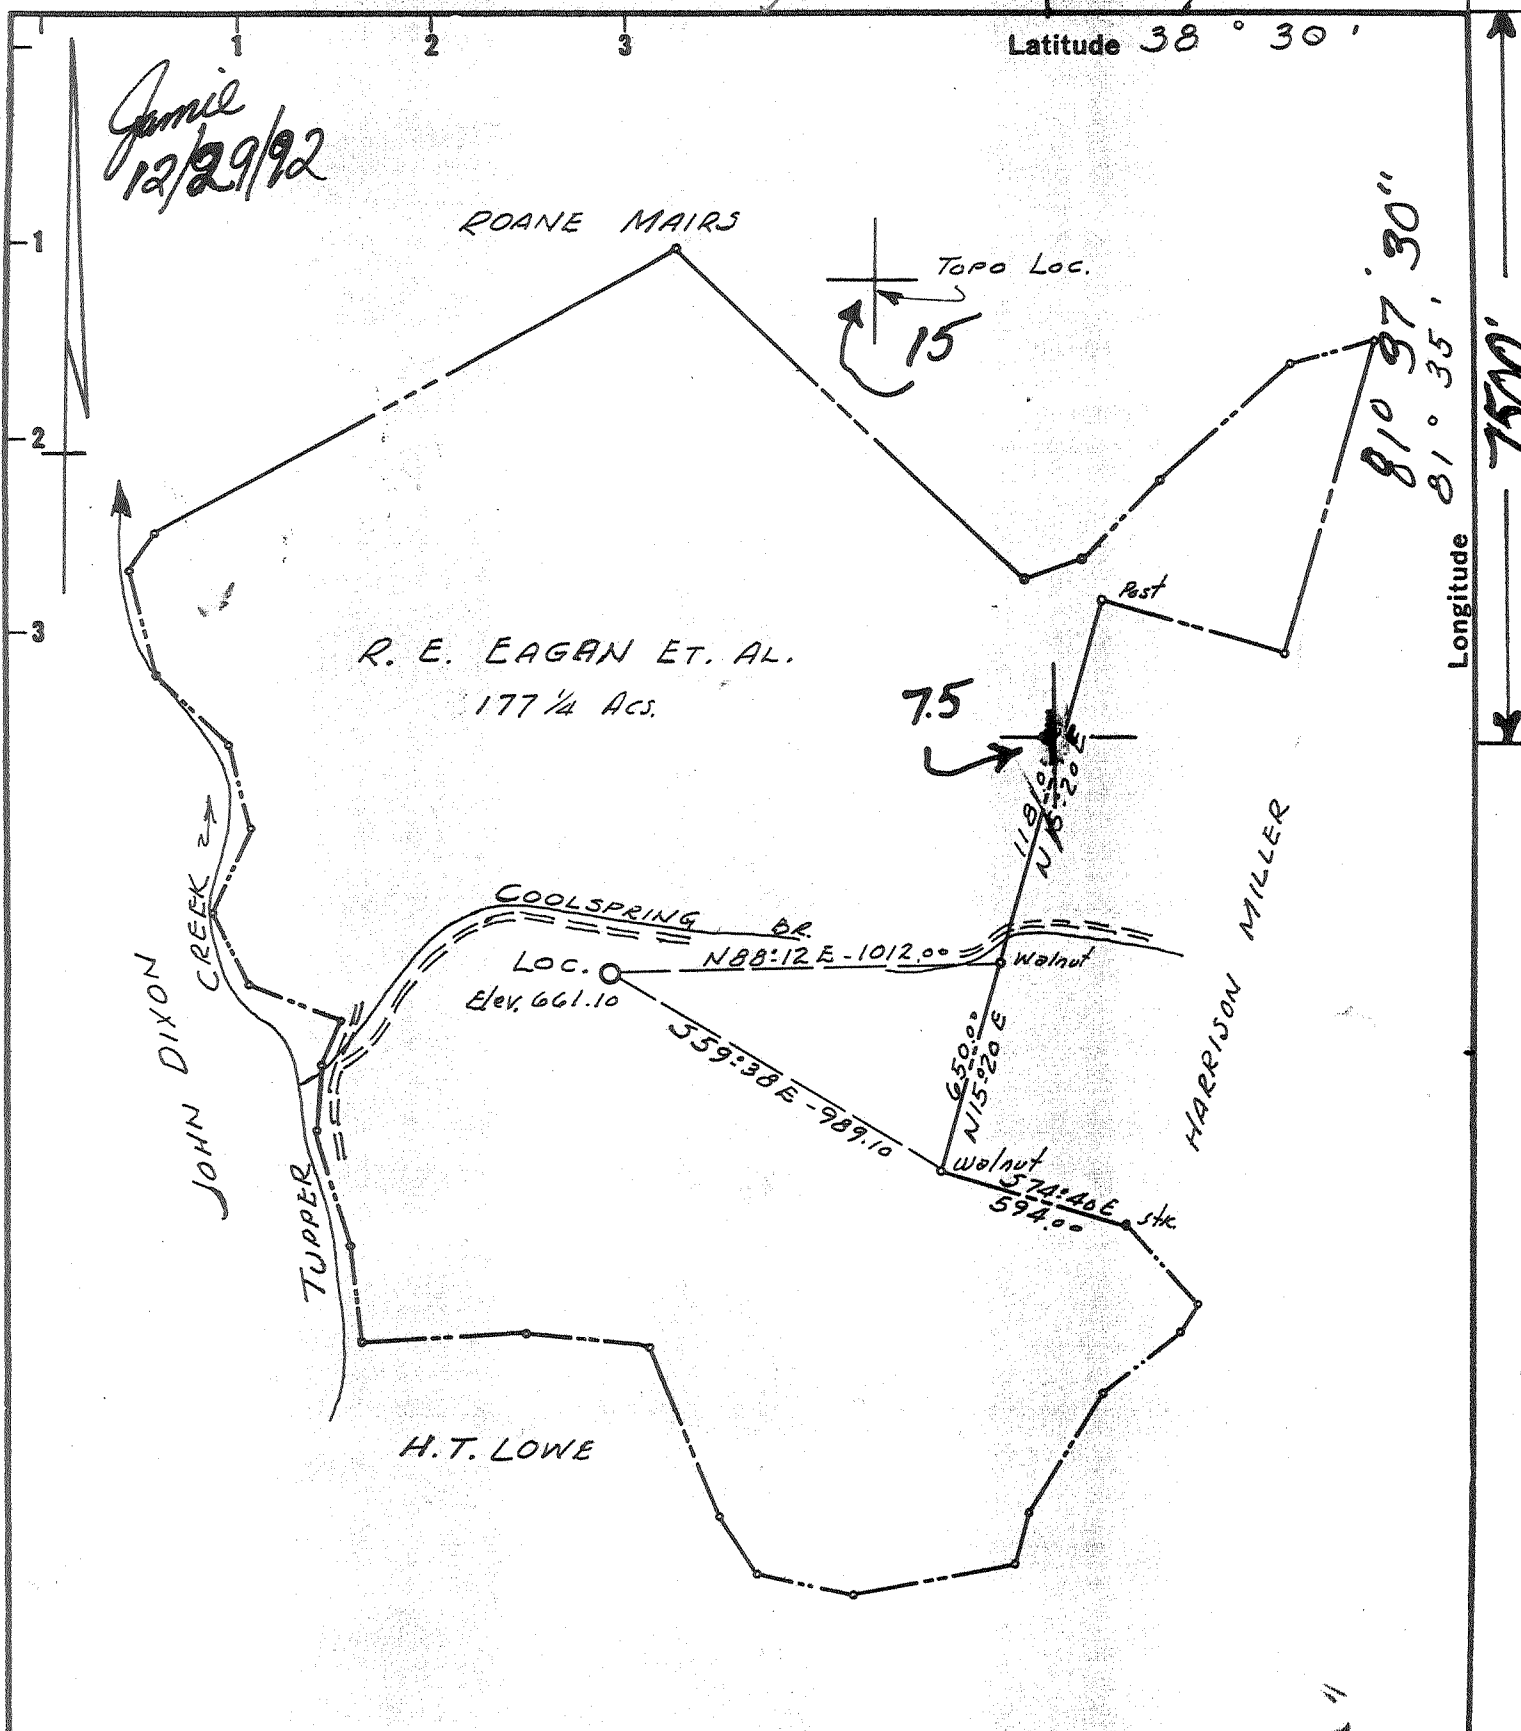 1 2 3
Latitude 38° 30'
Jamie
12/29/92
1
2
3
ROANE MAIRS
TOPO LOC.
15
81° 37' 30"
81° 35'
Longitude
7500'
Post
R. E. EAGAN ET. AL.
177 1/4 Acs.
7.5
N 15°-20 E
COOLSPRING BR.
N88°:12 E - 1012.00
Walnut
LOC.
Elev. 661.10
S59°:38 E - 989.10
650.00
N15°-20 E
Walnut
S74°:40 E
594.00
Stk.
JOHN DIXON
TUPPER CREEK
HARRISON MILLER
H. T. LOWE